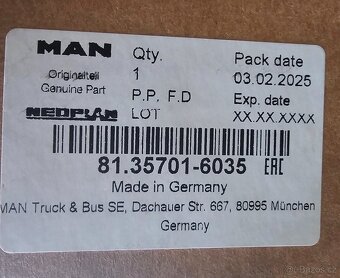 MAN Qty. Pack date
Originalteil 1 03.02.2025
Genuine Part P.P. F.D Exp. date
NEOPLAN LOT XX.XX.XXXX
81.35701-6035 EAC
Made in Germany
MAN Truck & Bus SE, Dachauer Str. 667, 80995 München
Germany